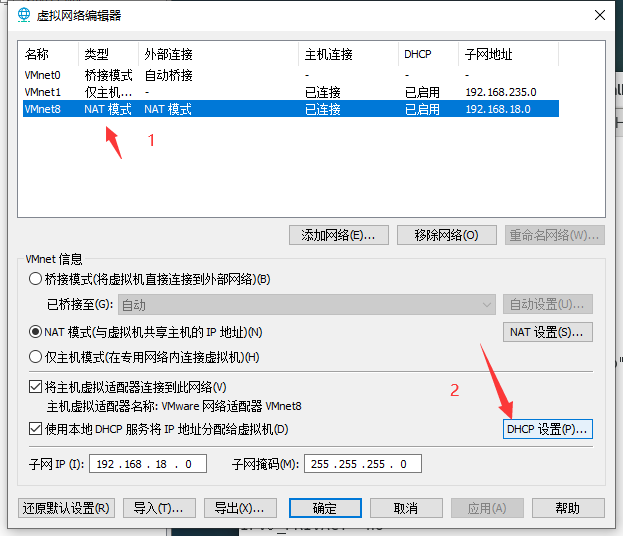 虚拟网络编辑器
名称 类型 外部连接 主机连接 DHCP 子网地址
VMnet0 桥接模式 自动桥接 - - -
VMnet1 仅主机... - 已连接 已启用 192.168.235.0
VMnet8 NAT 模式 NAT 模式 已连接 已启用 192.168.18.0
1
添加网络(E)... 移除网络(O) 重命名网络(W)...
VMnet 信息
桥接模式(将虚拟机直接连接到外部网络)(B)
已桥接至(G): 自动 自动设置(U)...
NAT 模式(与虚拟机共享主机的 IP 地址)(N) NAT 设置(S)...
仅主机模式(在专用网络内连接虚拟机)(H)
将主机虚拟适配器连接到此网络(V)
主机虚拟适配器名称: VMware 网络适配器 VMnet8
2
使用本地 DHCP 服务将 IP 地址分配给虚拟机(D) DHCP 设置(P)...
子网 IP (I): 192 . 168 . 18 . 0 子网掩码(M): 255 . 255 . 255 . 0
还原默认设置(R) 导入(T)... 导出(X)... 确定 取消 应用(A) 帮助